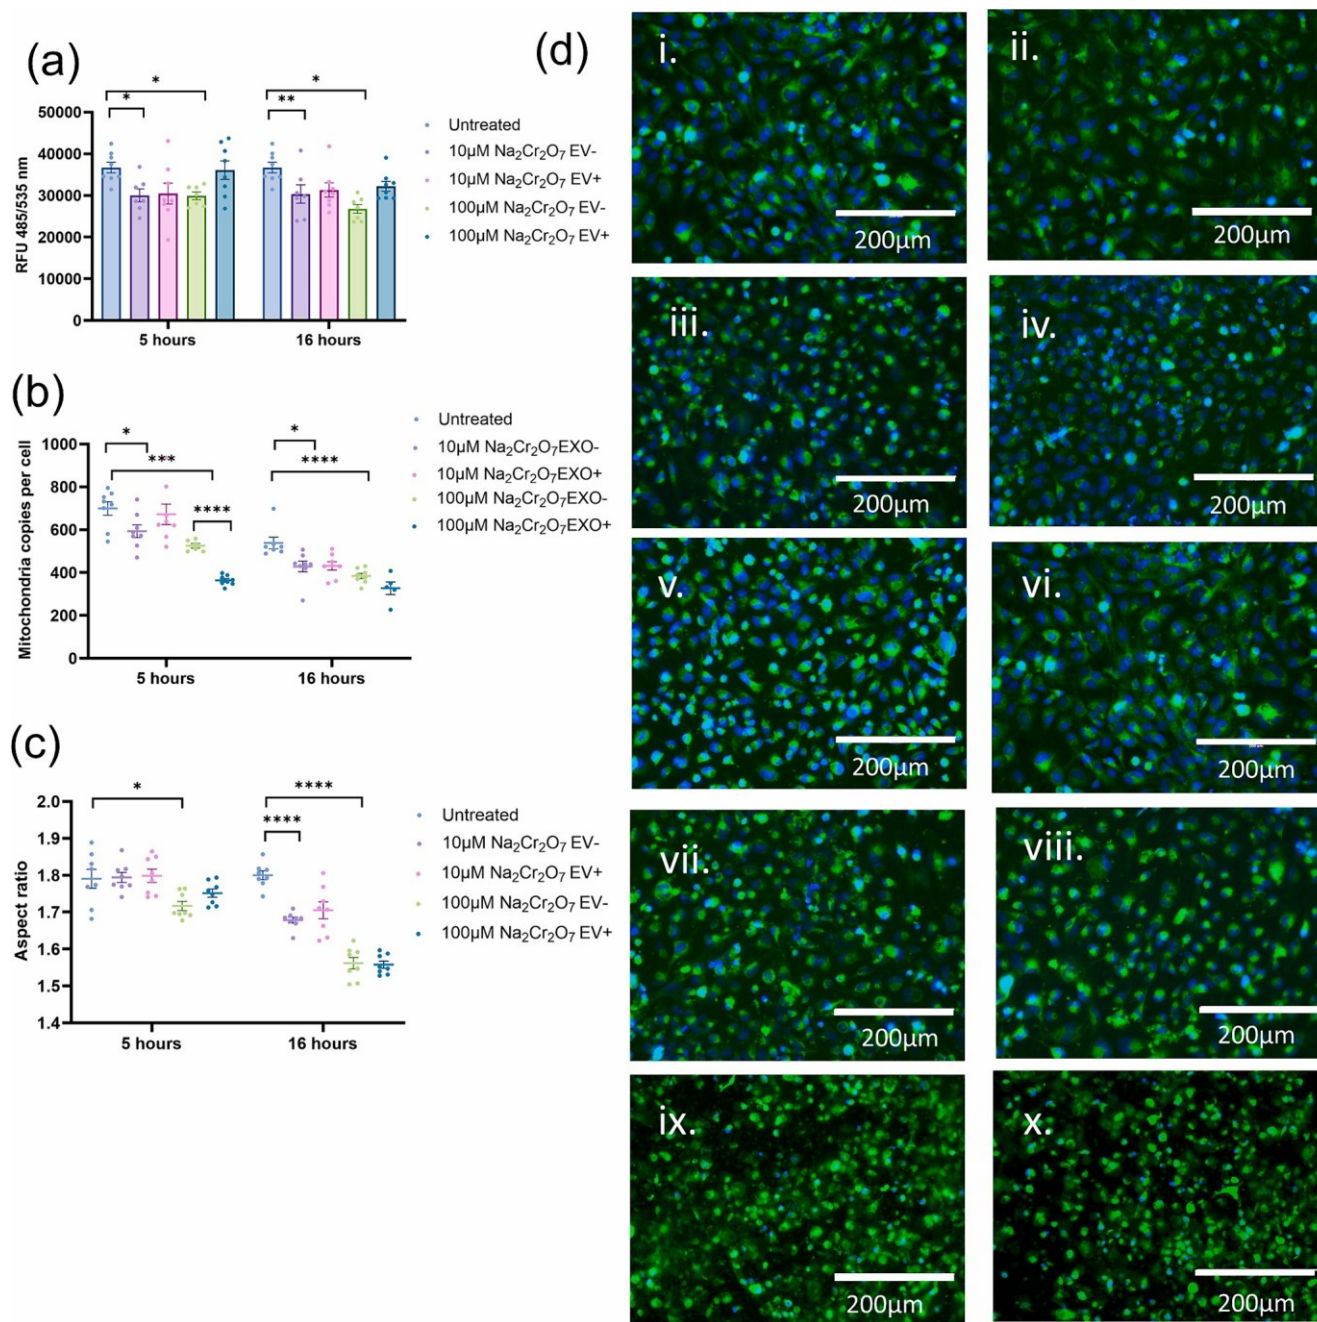 (a)
*
*
*
**
50000
40000
30000
20000
10000
0
RFU 485/535 nm
5 hours
16 hours
Untreated
10µM Na₂Cr₂O₇ EV-
10µM Na₂Cr₂O₇ EV+
100µM Na₂Cr₂O₇ EV-
100µM Na₂Cr₂O₇ EV+
(b)
*
***
****
*
****
1000
800
600
400
200
0
Mitochondria copies per cell
5 hours
16 hours
Untreated
10µM Na₂Cr₂O₇EXO-
10µM Na₂Cr₂O₇EXO+
100µM Na₂Cr₂O₇EXO-
100µM Na₂Cr₂O₇EXO+
(c)
*
****
****
2.0
1.9
1.8
1.7
1.6
1.5
1.4
Aspect ratio
5 hours
16 hours
Untreated
10µM Na₂Cr₂O₇ EV-
10µM Na₂Cr₂O₇ EV+
100µM Na₂Cr₂O₇ EV-
100µM Na₂Cr₂O₇ EV+
(d)
i.
200µm
ii.
200µm
iii.
200µm
iv.
200µm
v.
200µm
vi.
200µm
vii.
200µm
viii.
200µm
ix.
200µm
x.
200µm